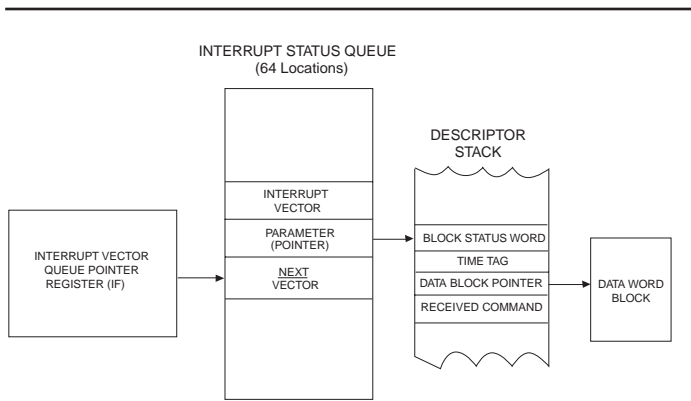 INTERRUPT STATUS QUEUE
(64 Locations)
DESCRIPTOR
STACK
INTERRUPT
VECTOR
PARAMETER
(POINTER)
NEXT
VECTOR
INTERRUPT VECTOR
QUEUE POINTER
REGISTER (IF)
BLOCK STATUS WORD
TIME TAG
DATA BLOCK POINTER
RECEIVED COMMAND
DATA WORD
BLOCK